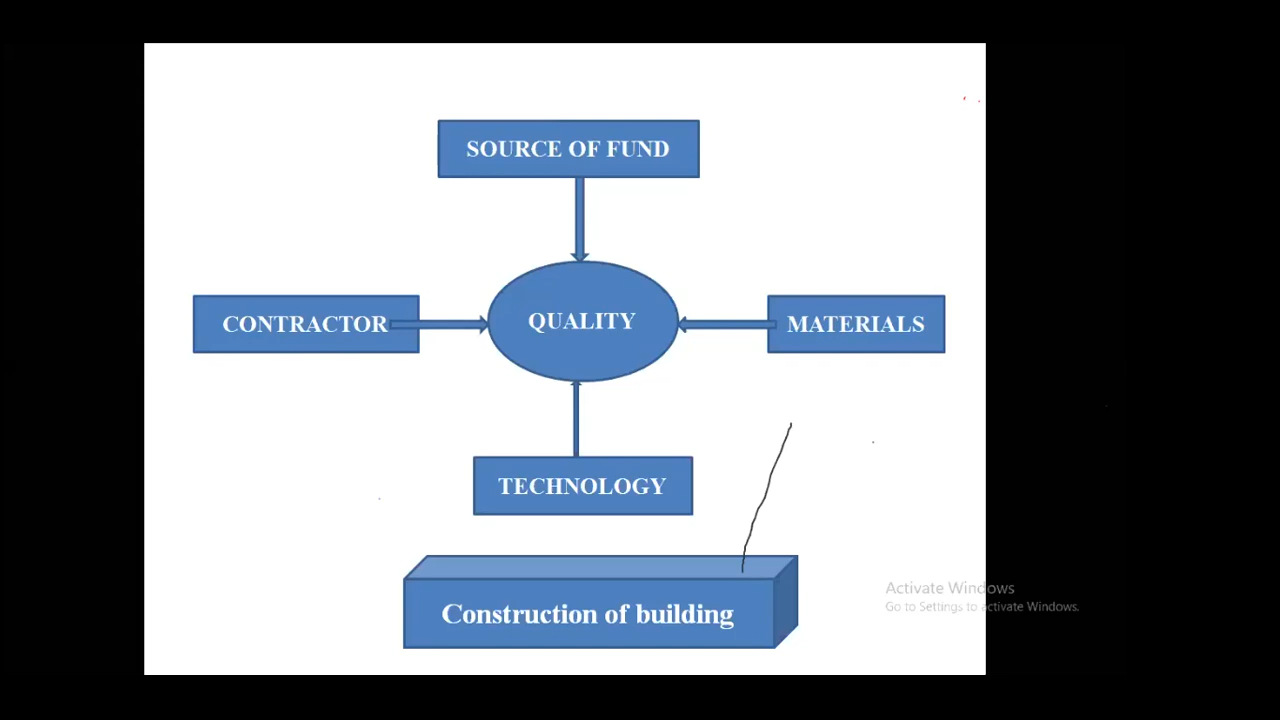 SOURCE OF FUND
CONTRACTOR
QUALITY
MATERIALS
TECHNOLOGY
Construction of building
Activate Windows
Go to Settings to activate Windows.